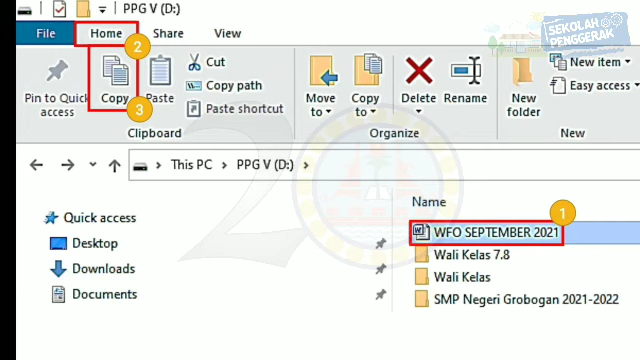 PPG V (D:)
SEKOLAH
PENGGERAK
File Home Share View
2
Pin to Quick
access
Copy
3
Paste
Cut
Copy path
Paste shortcut
Clipboard
Move
to
Copy
to
Delete
Rename
Organize
New
folder
New item
Easy access
New
This PC > PPG V (D:) >
Name
1
Quick access
Desktop
Downloads
Documents
WFO SEPTEMBER 2021
Wali Kelas 7.8
Wali Kelas
SMP Negeri Grobogan 2021-2022